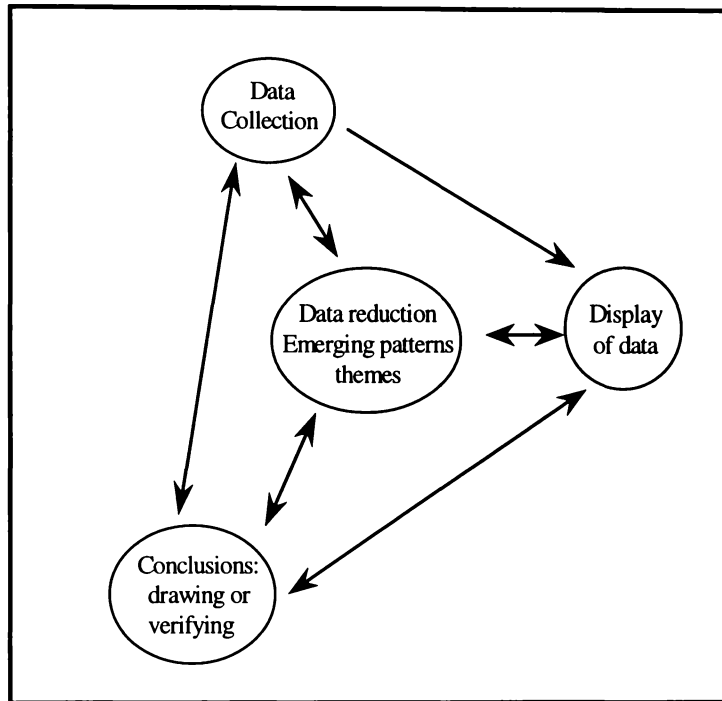 Data
Collection
Data reduction
Emerging patterns
themes
Display
of data
Conclusions:
drawing or
verifying